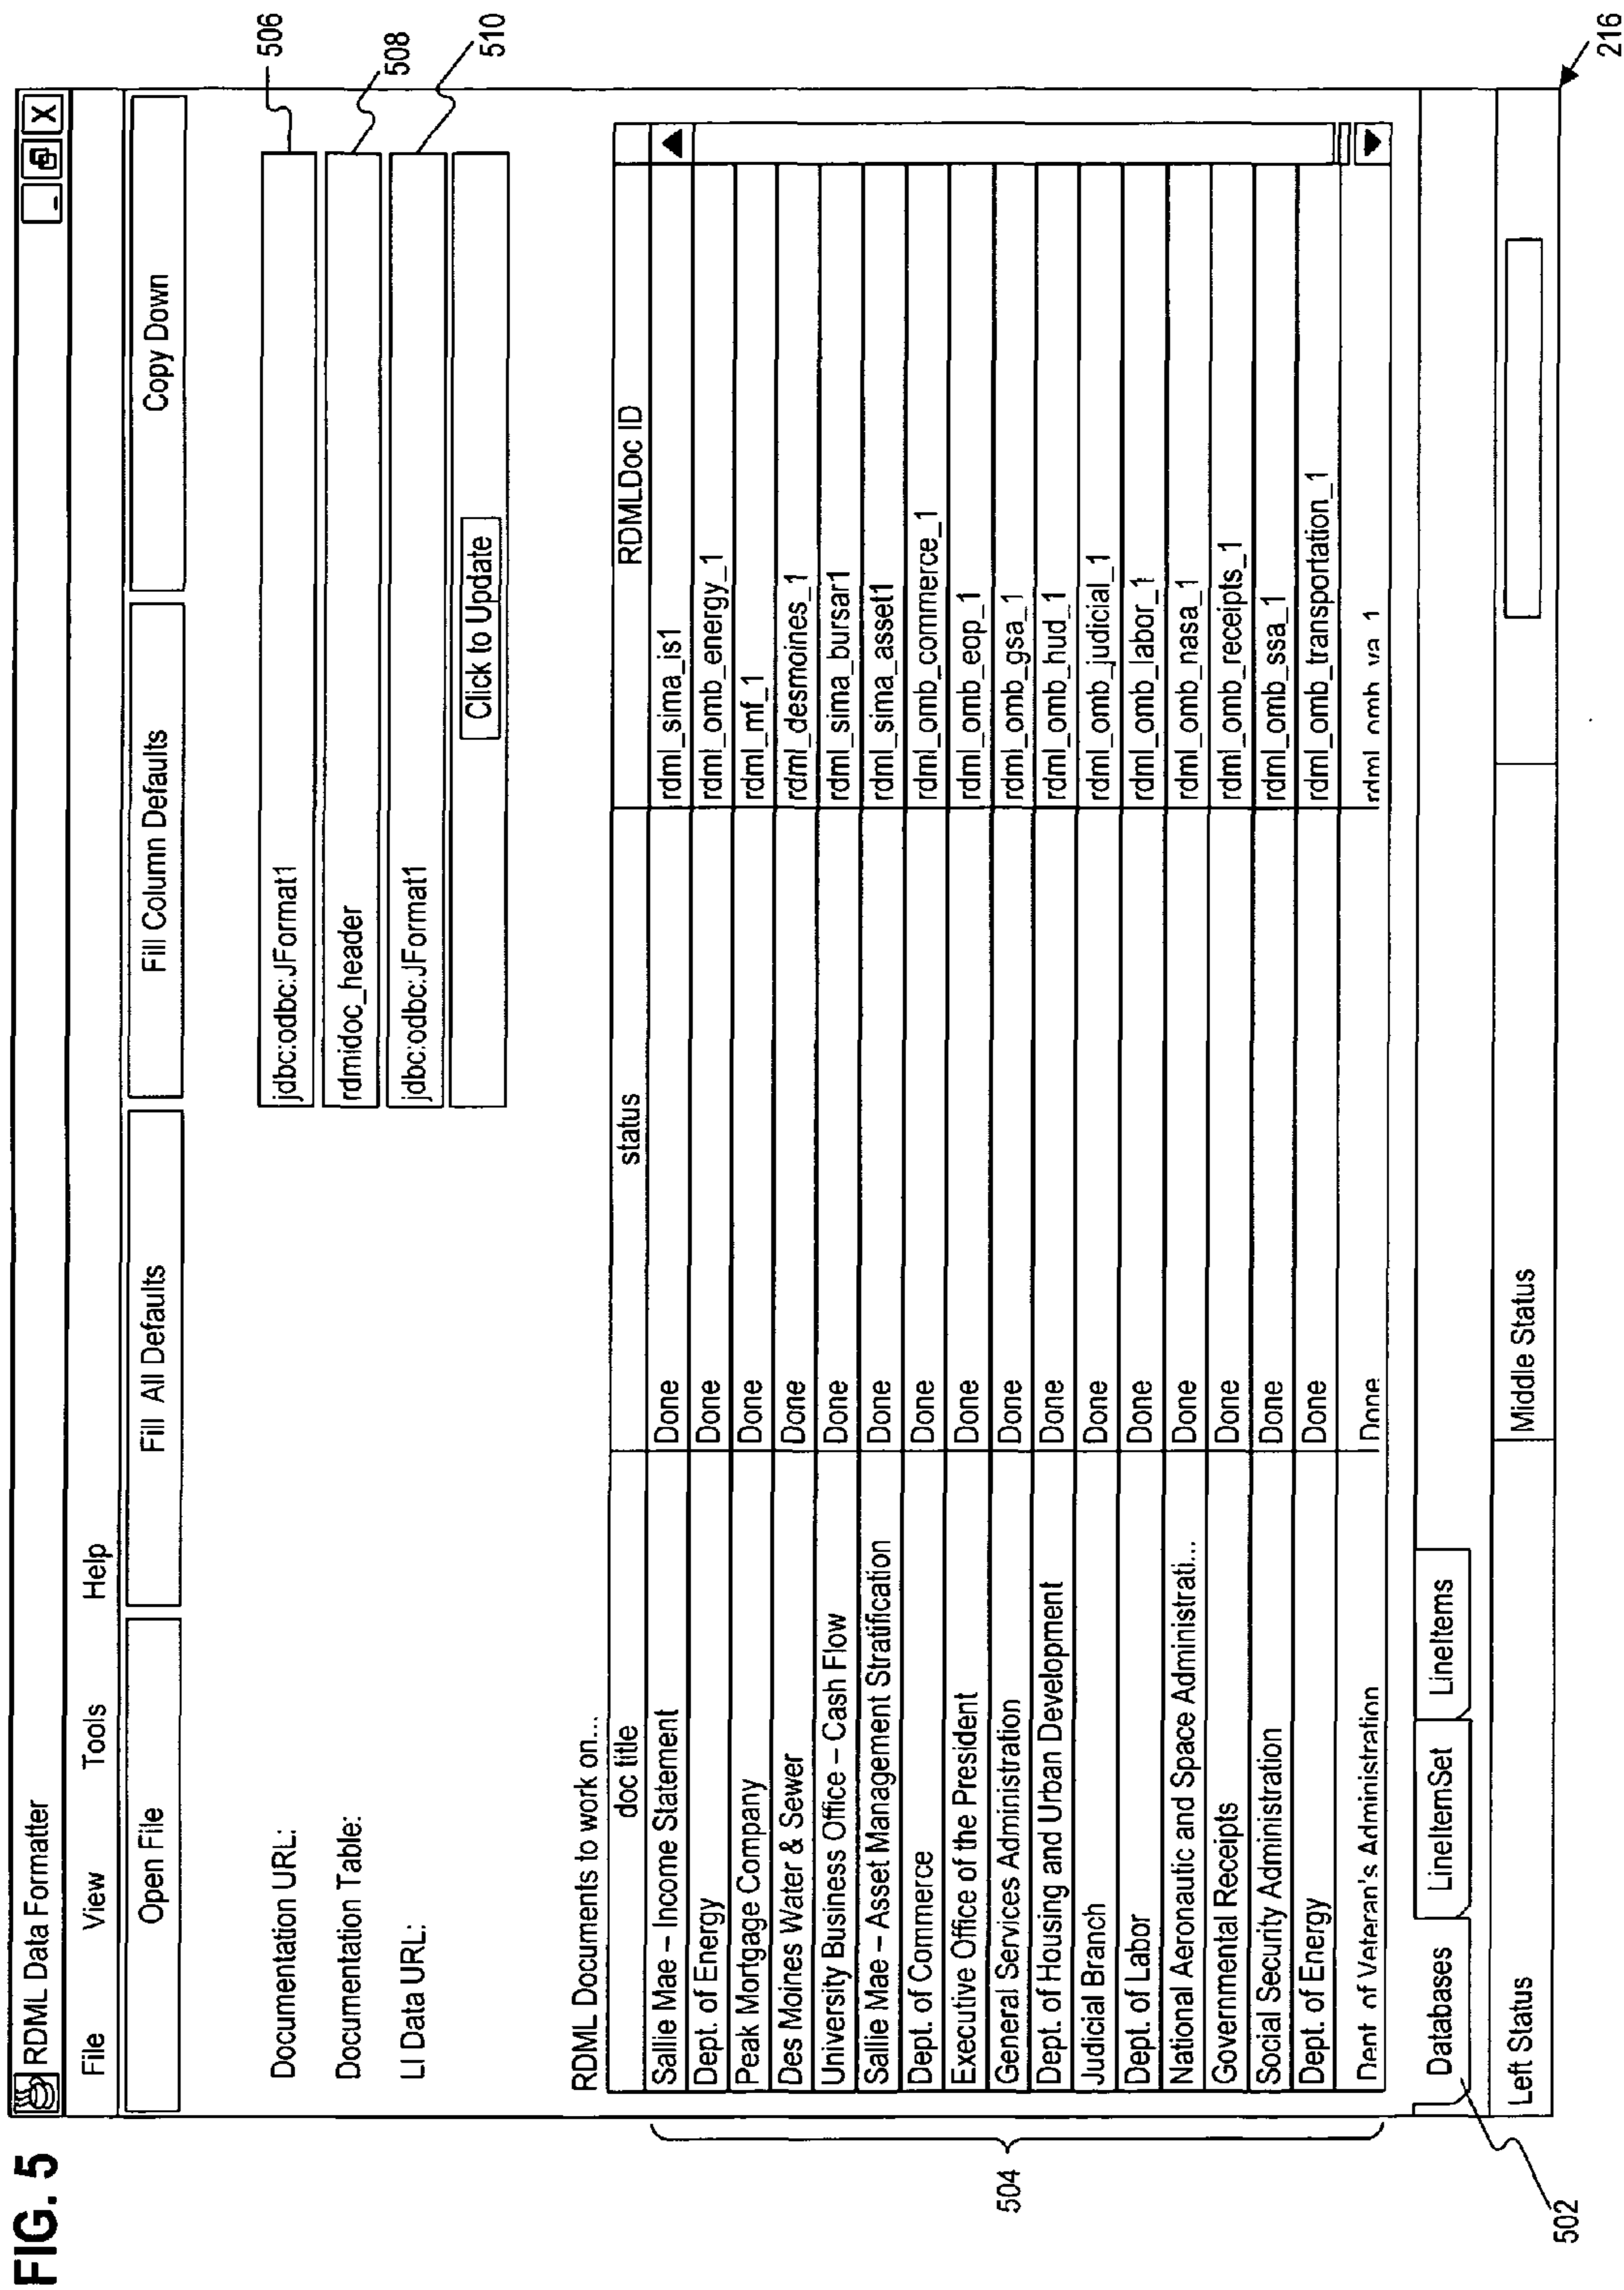 FIG. 5
RDML Data Formatter _ X
File View Tools Help
Open File Fill All Defaults Fill Column Defaults Copy Down
Documentation URL: jdbc:odbc:JFormat1 506
Documentation Table: rdmidoc_header 508
LI Data URL: jdbc:odbc:JFormat1 510
Click to Update
RDML Documents to work on...
doc title status RDMLDoc ID
Sallie Mae – Income Statement Done rdml_sima_is1
Dept. of Energy Done rdml_omb_energy_1
Peak Mortgage Company Done rdml_mf_1
Des Moines Water & Sewer Done rdml_desmoines_1
University Business Office – Cash Flow Done rdml_sima_bursar1
Sallie Mae – Asset Management Stratification Done rdml_sima_asset1
Dept. of Commerce Done rdml_omb_commerce_1
Executive Office of the President Done rdml_omb_eop_1
General Services Administration Done rdml_omb_gsa_1
Dept. of Housing and Urban Development Done rdml_omb_hud_1
Judicial Branch Done rdml_omb_judicial_1
Dept. of Labor Done rdml_omb_labor_1
National Aeronautic and Space Administrati... Done rdml_omb_nasa_1
Governmental Receipts Done rdml_omb_receipts_1
Social Security Administration Done rdml_omb_ssa_1
Dept. of Energy Done rdml_omb_transportation_1
Dept of Veteran's Administration Done rdml_omb_va_1
504
Databases LineItemSet LineItems
Left Status Middle Status
502
216